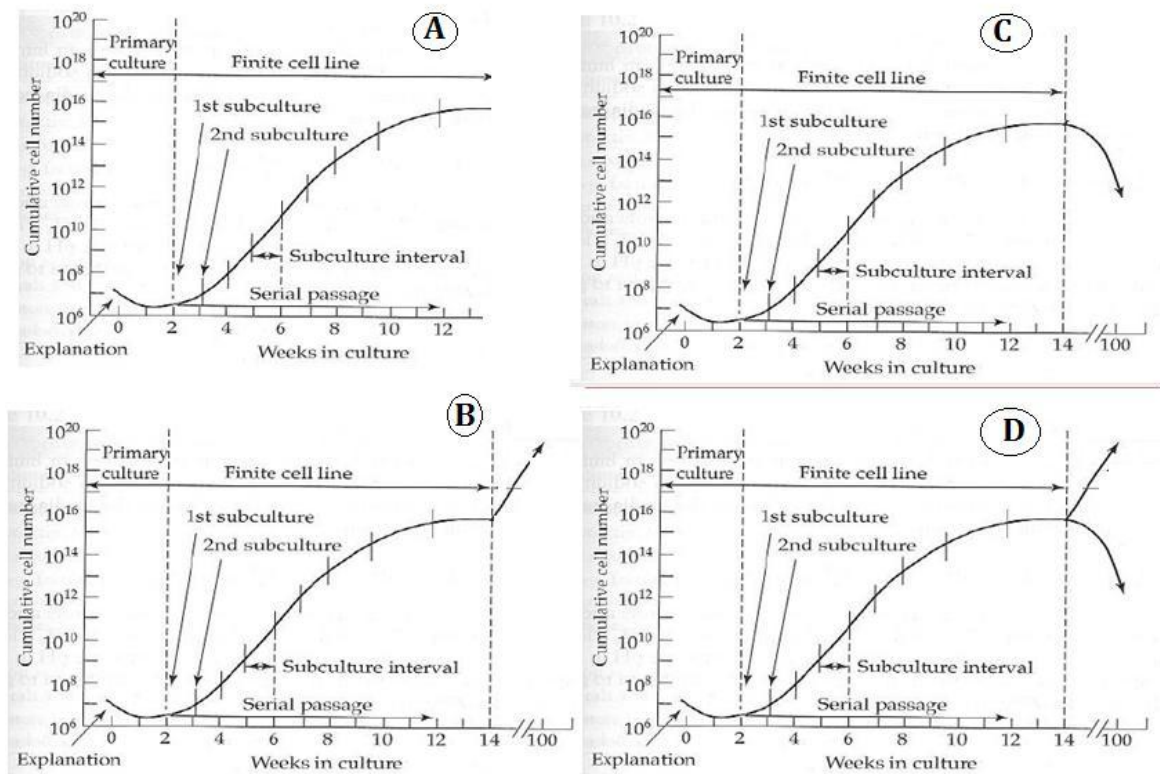 A
10^20
10^18
10^16
10^14
10^12
10^10
10^8
10^6
Cumulative cell number
Primary
culture
Finite cell line
1st subculture
2nd subculture
Subculture interval
Serial passage
0 2 4 6 8 10 12
Explanation
Weeks in culture
C
10^20
10^18
10^16
10^14
10^12
10^10
10^8
10^6
Cumulative cell number
Primary
culture
Finite cell line
1st subculture
2nd subculture
Subculture interval
Serial passage
0 2 4 6 8 10 12 14 100
Explanation
Weeks in culture
B
10^20
10^18
10^16
10^14
10^12
10^10
10^8
10^6
Cumulative cell number
Primary
culture
Finite cell line
1st subculture
2nd subculture
Subculture interval
Serial passage
0 2 4 6 8 10 12 14 100
Explanation
Weeks in culture
D
10^20
10^18
10^16
10^14
10^12
10^10
10^8
10^6
Cumulative cell number
Primary
culture
Finite cell line
1st subculture
2nd subculture
Subculture interval
Serial passage
0 2 4 6 8 10 12 14 100
Explanation
Weeks in culture